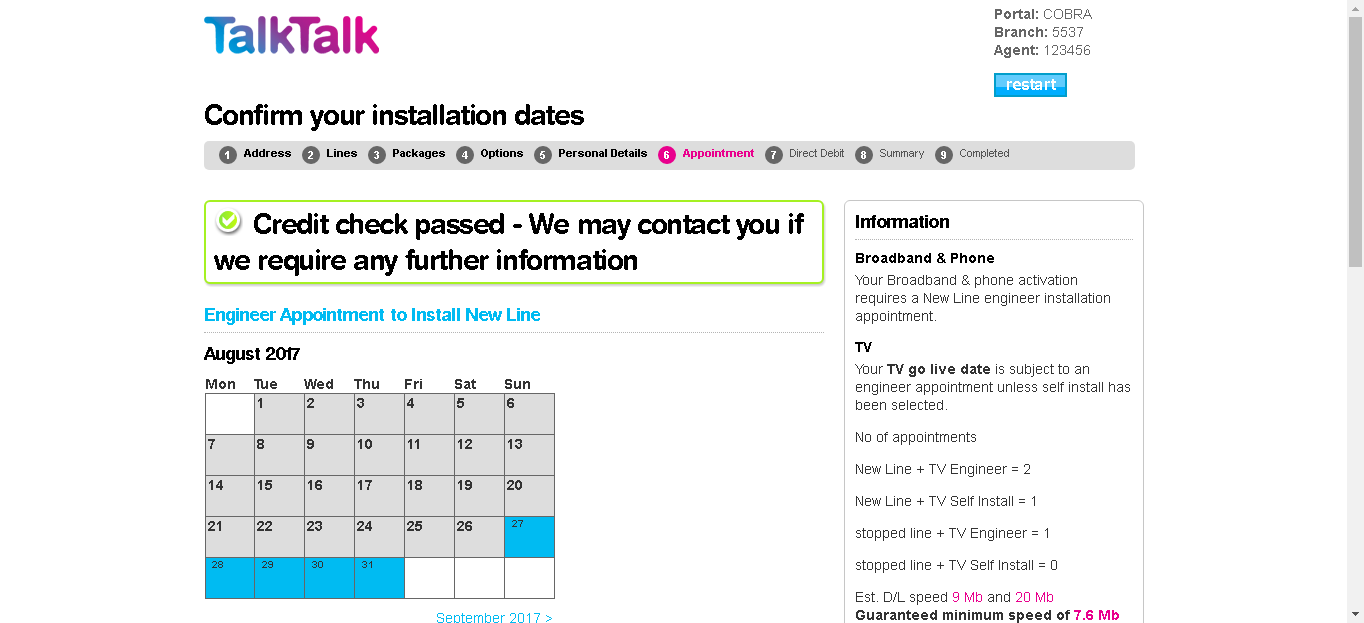 TalkTalk
Portal: COBRA
Branch: 5537
Agent: 123456
restart
Confirm your installation dates
1 Address 2 Lines 3 Packages 4 Options 5 Personal Details 6 Appointment 7 Direct Debit 8 Summary 9 Completed
Credit check passed - We may contact you if
we require any further information
Engineer Appointment to Install New Line
August 2017
Mon Tue Wed Thu Fri Sat Sun
1 2 3 4 5 6
7 8 9 10 11 12 13
14 15 16 17 18 19 20
21 22 23 24 25 26 27
28 29 30 31
September 2017 >
Information
Broadband & Phone
Your Broadband & phone activation
requires a New Line engineer installation
appointment.
TV
Your TV go live date is subject to an
engineer appointment unless self install has
been selected.
No of appointments
New Line + TV Engineer = 2
New Line + TV Self Install = 1
stopped line + TV Engineer = 1
stopped line + TV Self Install = 0
Est. D/L speed 9 Mb and 20 Mb
Guaranteed minimum speed of 7.6 Mb